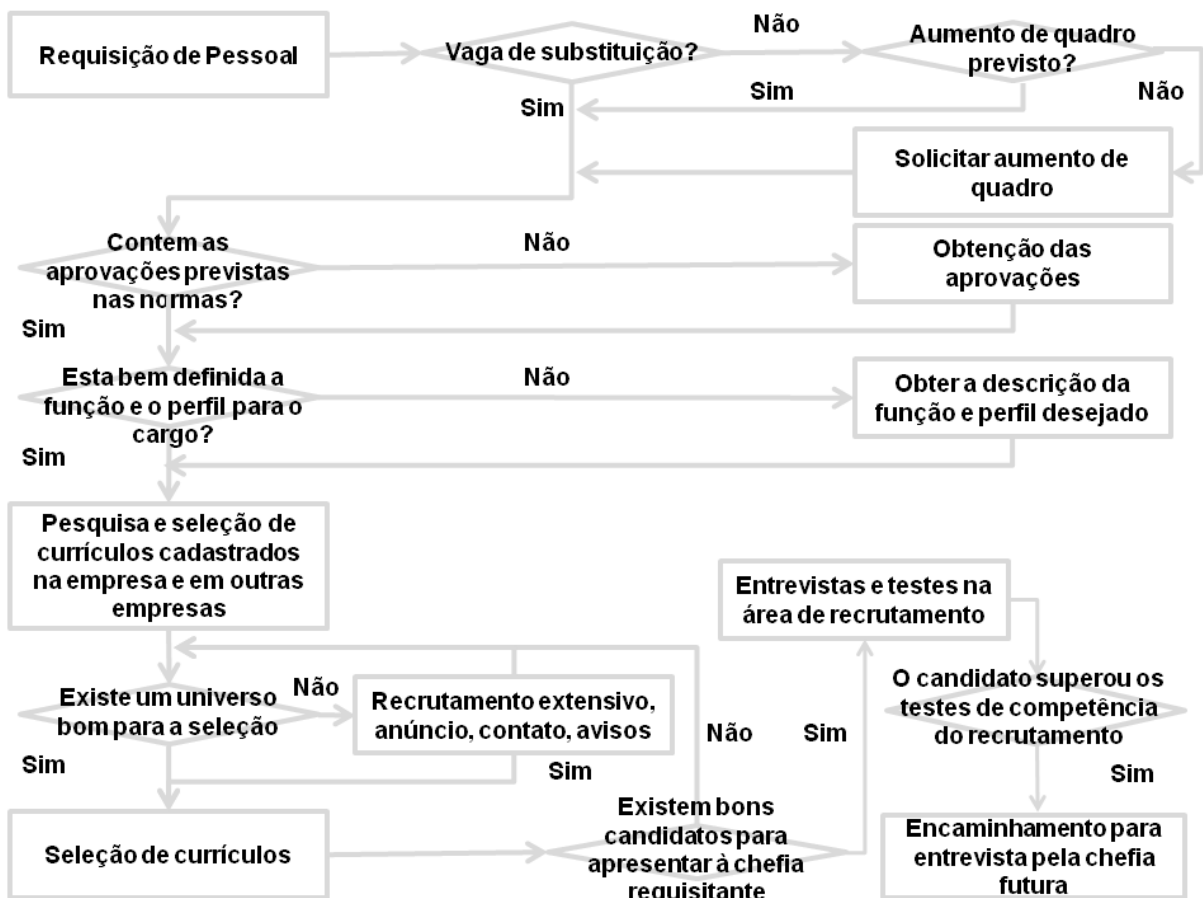 Requisição de Pessoal
Vaga de substituição?
Não
Aumento de quadro
previsto?
Sim
Sim
Não
Solicitar aumento de
quadro
Contem as
aprovações previstas
nas normas?
Não
Obtenção das
aprovações
Sim
Esta bem definida a
função e o perfil para o
cargo?
Não
Obter a descrição da
função e perfil desejado
Sim
Pesquisa e seleção de
currículos cadastrados
na empresa e em outras
empresas
Entrevistas e testes na
área de recrutamento
Existe um universo
bom para a seleção
Não
Recrutamento extensivo,
anúncio, contato, avisos
Não
Sim
O candidato superou os
testes de competência
do recrutamento
Sim
Sim
Sim
Seleção de currículos
Existem bons
candidatos para
apresentar à chefia
requisitante
Encaminhamento para
entrevista pela chefia
futura